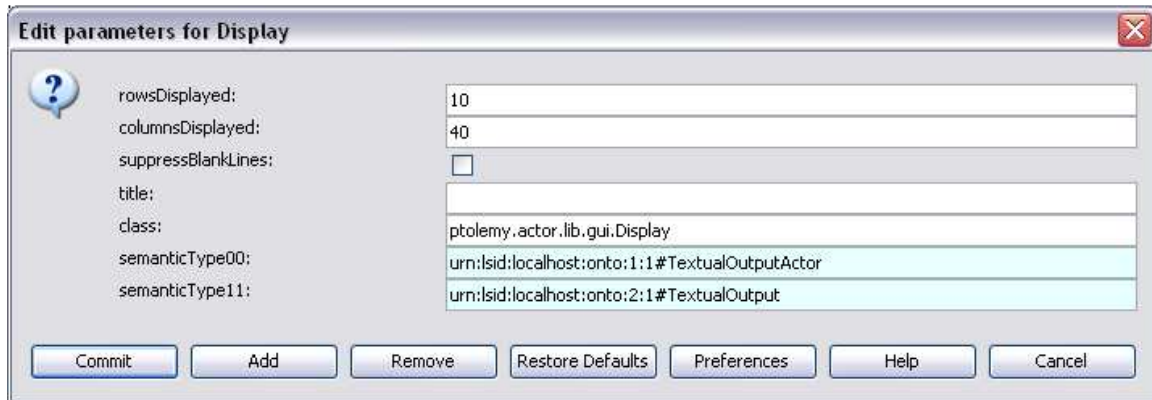 Edit parameters for Display
?
rowsDisplayed: 10
columnsDisplayed: 40
suppressBlankLines:
title:
class: ptolemy.actor.lib.gui.Display
semanticType00: urn:lsid:localhost:onto:1:1#TextualOutputActor
semanticType11: urn:lsid:localhost:onto:2:1#TextualOutput
Commit Add Remove Restore Defaults Preferences Help Cancel